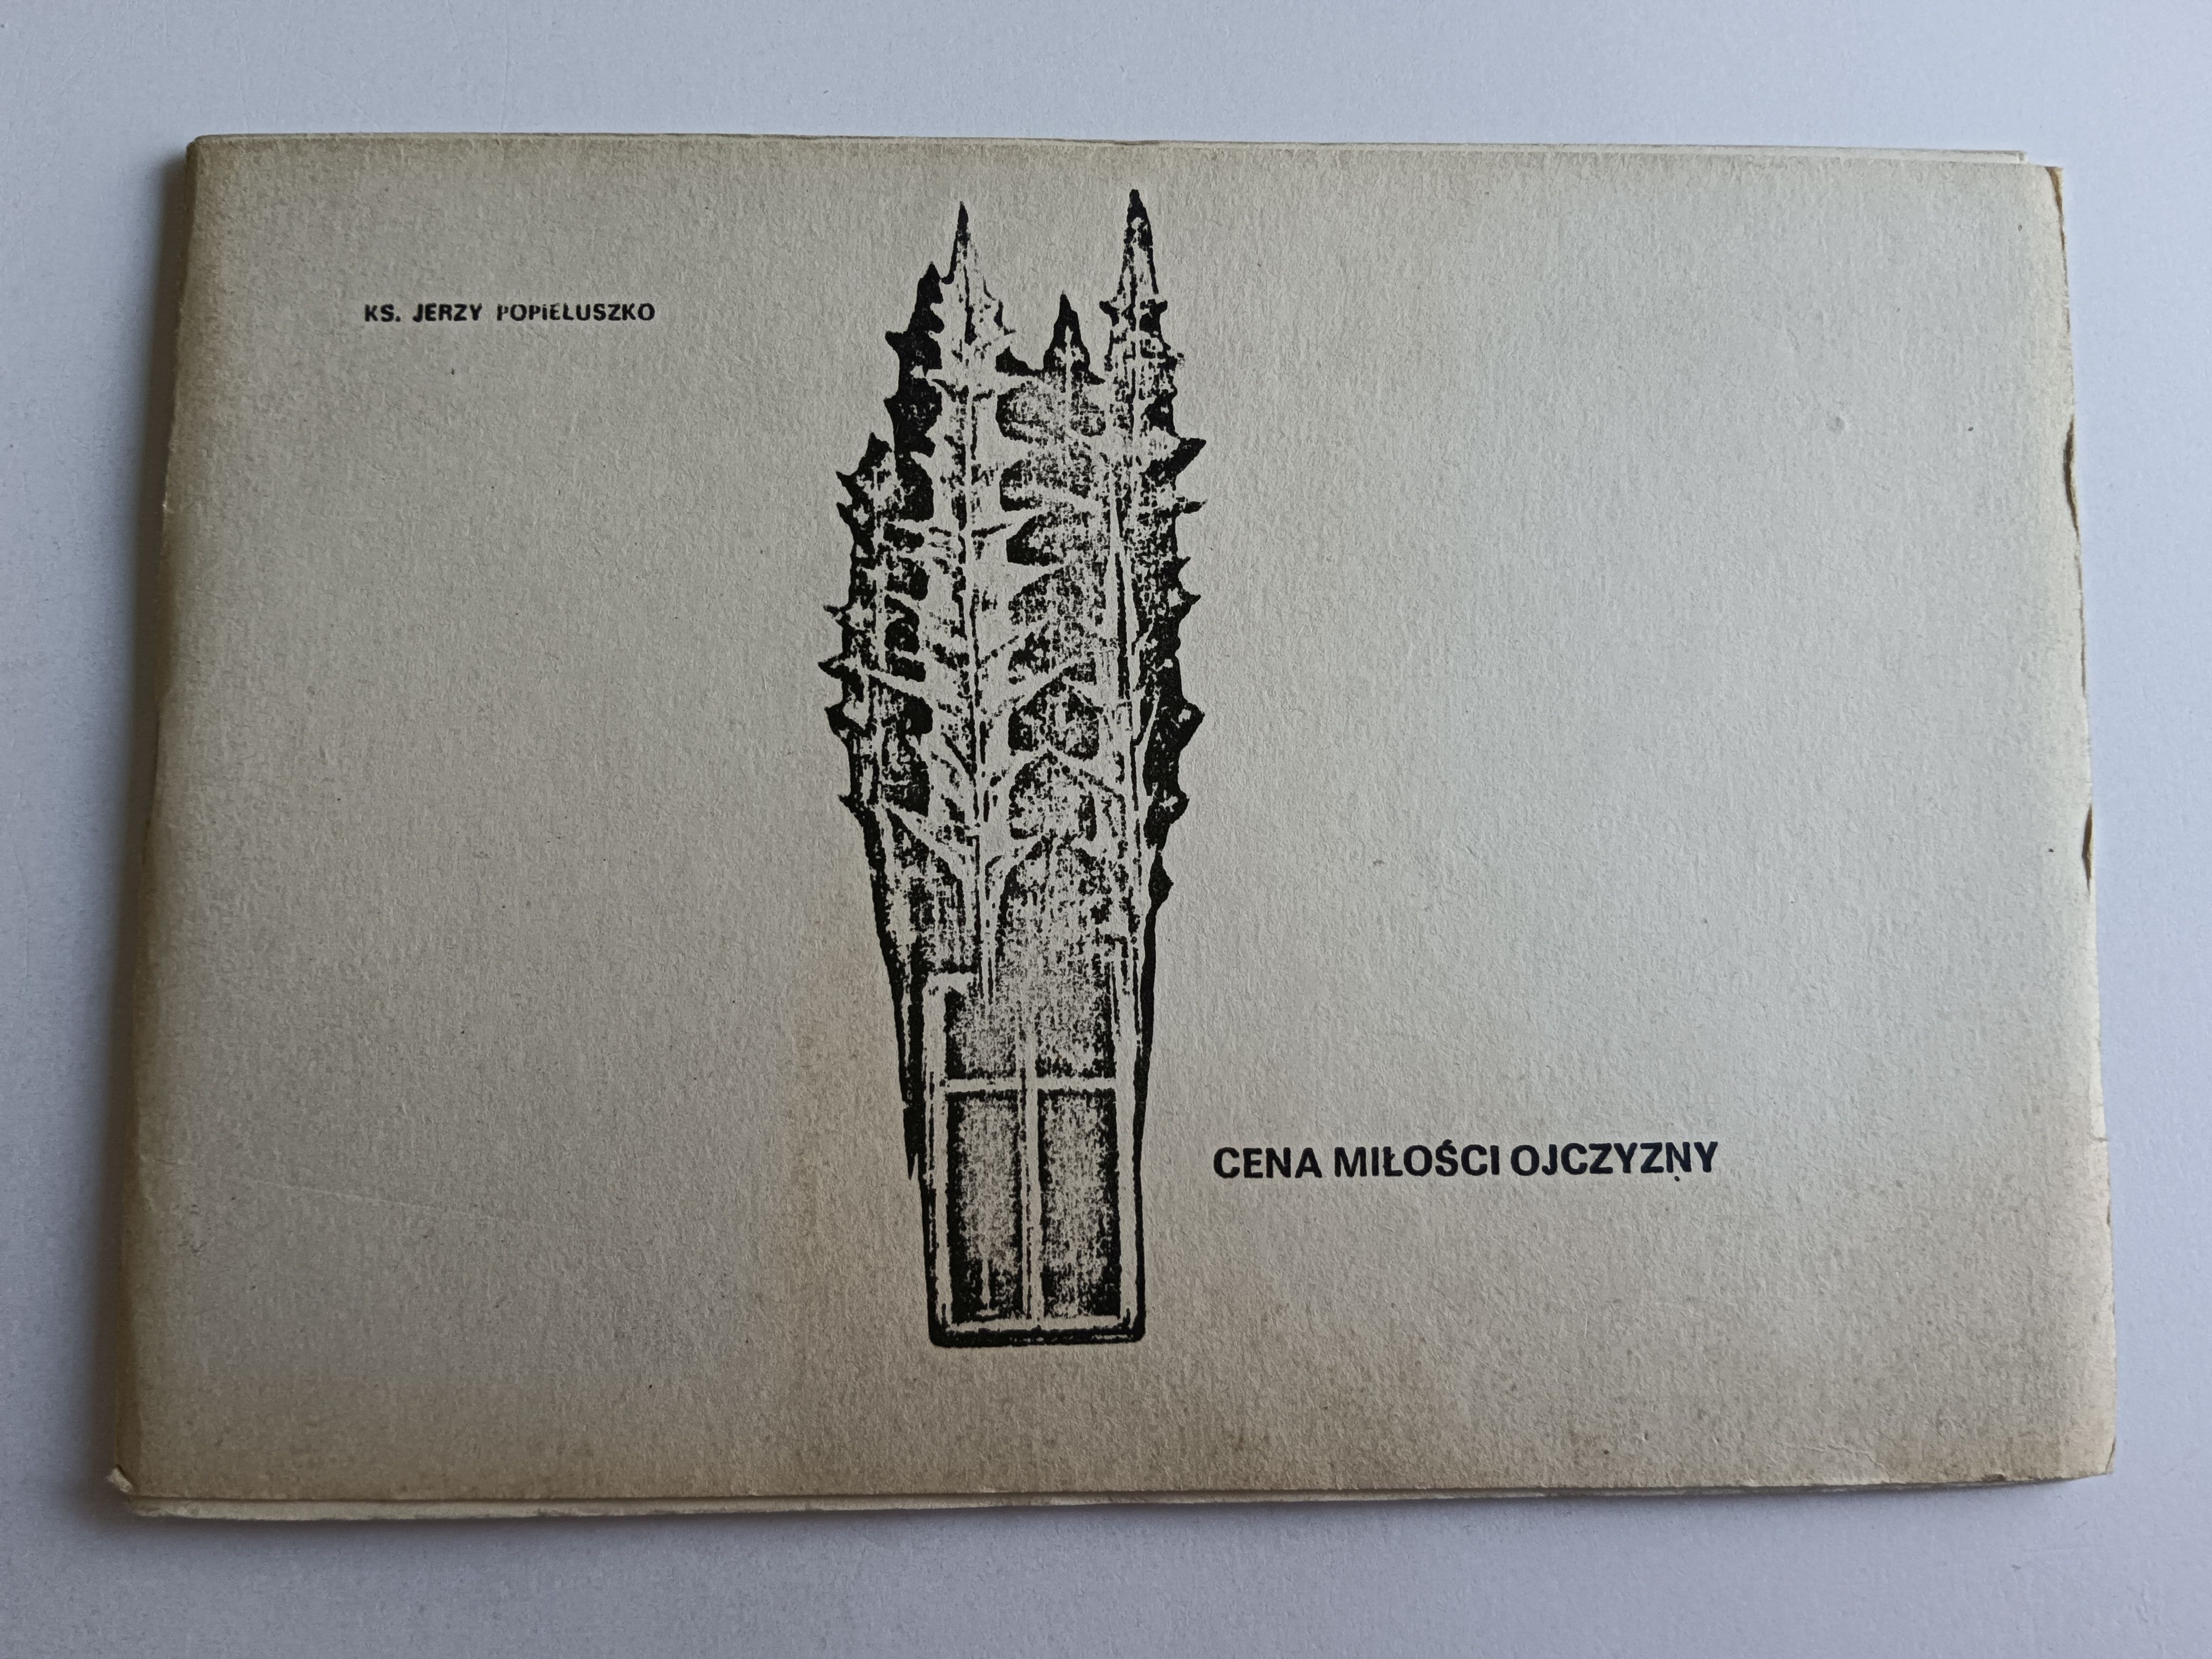 KS. JERZY POPIEŁUSZKO
CENA MIŁOŚCI OJCZYZNY